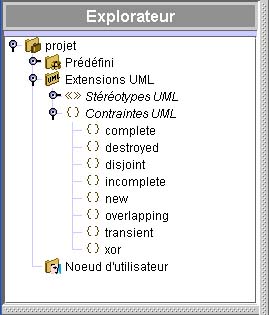 Explorateur
projet
Prédéfini
Extensions UML
Stéréotypes UML
Contraintes UML
complete
destroyed
disjoint
incomplete
new
overlapping
transient
xor
Noeud d'utilisateur